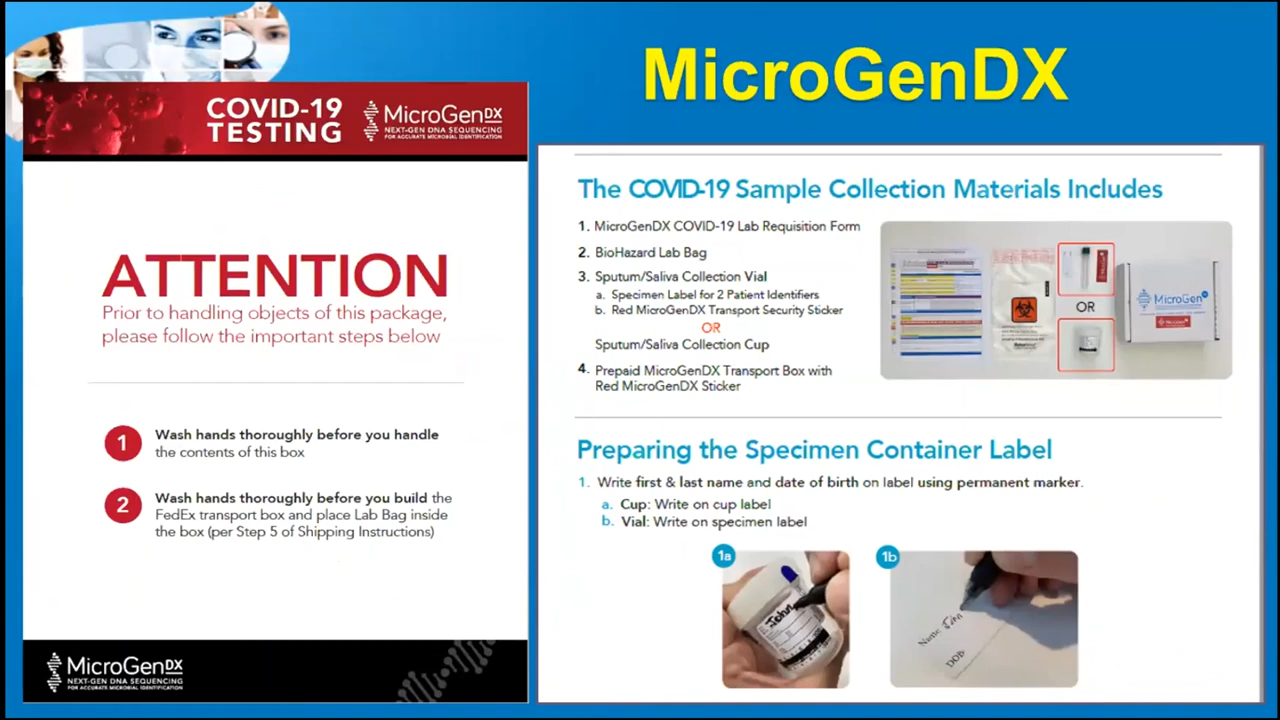 MicroGenDX
COVID-19
TESTING
MicroGenDX
NEXT-GEN DNA SEQUENCING
FOR ACCURATE MICROBIAL IDENTIFICATION
ATTENTION
Prior to handling objects of this package,
please follow the important steps below
1 Wash hands thoroughly before you handle
the contents of this box
2 Wash hands thoroughly before you build the
FedEx transport box and place Lab Bag inside
the box (per Step 5 of Shipping Instructions)
MicroGenDX
NEXT-GEN DNA SEQUENCING
FOR ACCURATE MICROBIAL IDENTIFICATION
The COVID-19 Sample Collection Materials Includes
1. MicroGenDX COVID-19 Lab Requisition Form
2. BioHazard Lab Bag
3. Sputum/Saliva Collection Vial
a. Specimen Label for 2 Patient Identifiers
b. Red MicroGenDX Transport Security Sticker
OR
Sputum/Saliva Collection Cup
4. Prepaid MicroGenDX Transport Box with
Red MicroGenDX Sticker
OR
MicroGen
Preparing the Specimen Container Label
1. Write first & last name and date of birth on label using permanent marker.
a. Cup: Write on cup label
b. Vial: Write on specimen label
1a
John
1b
Name
DOB